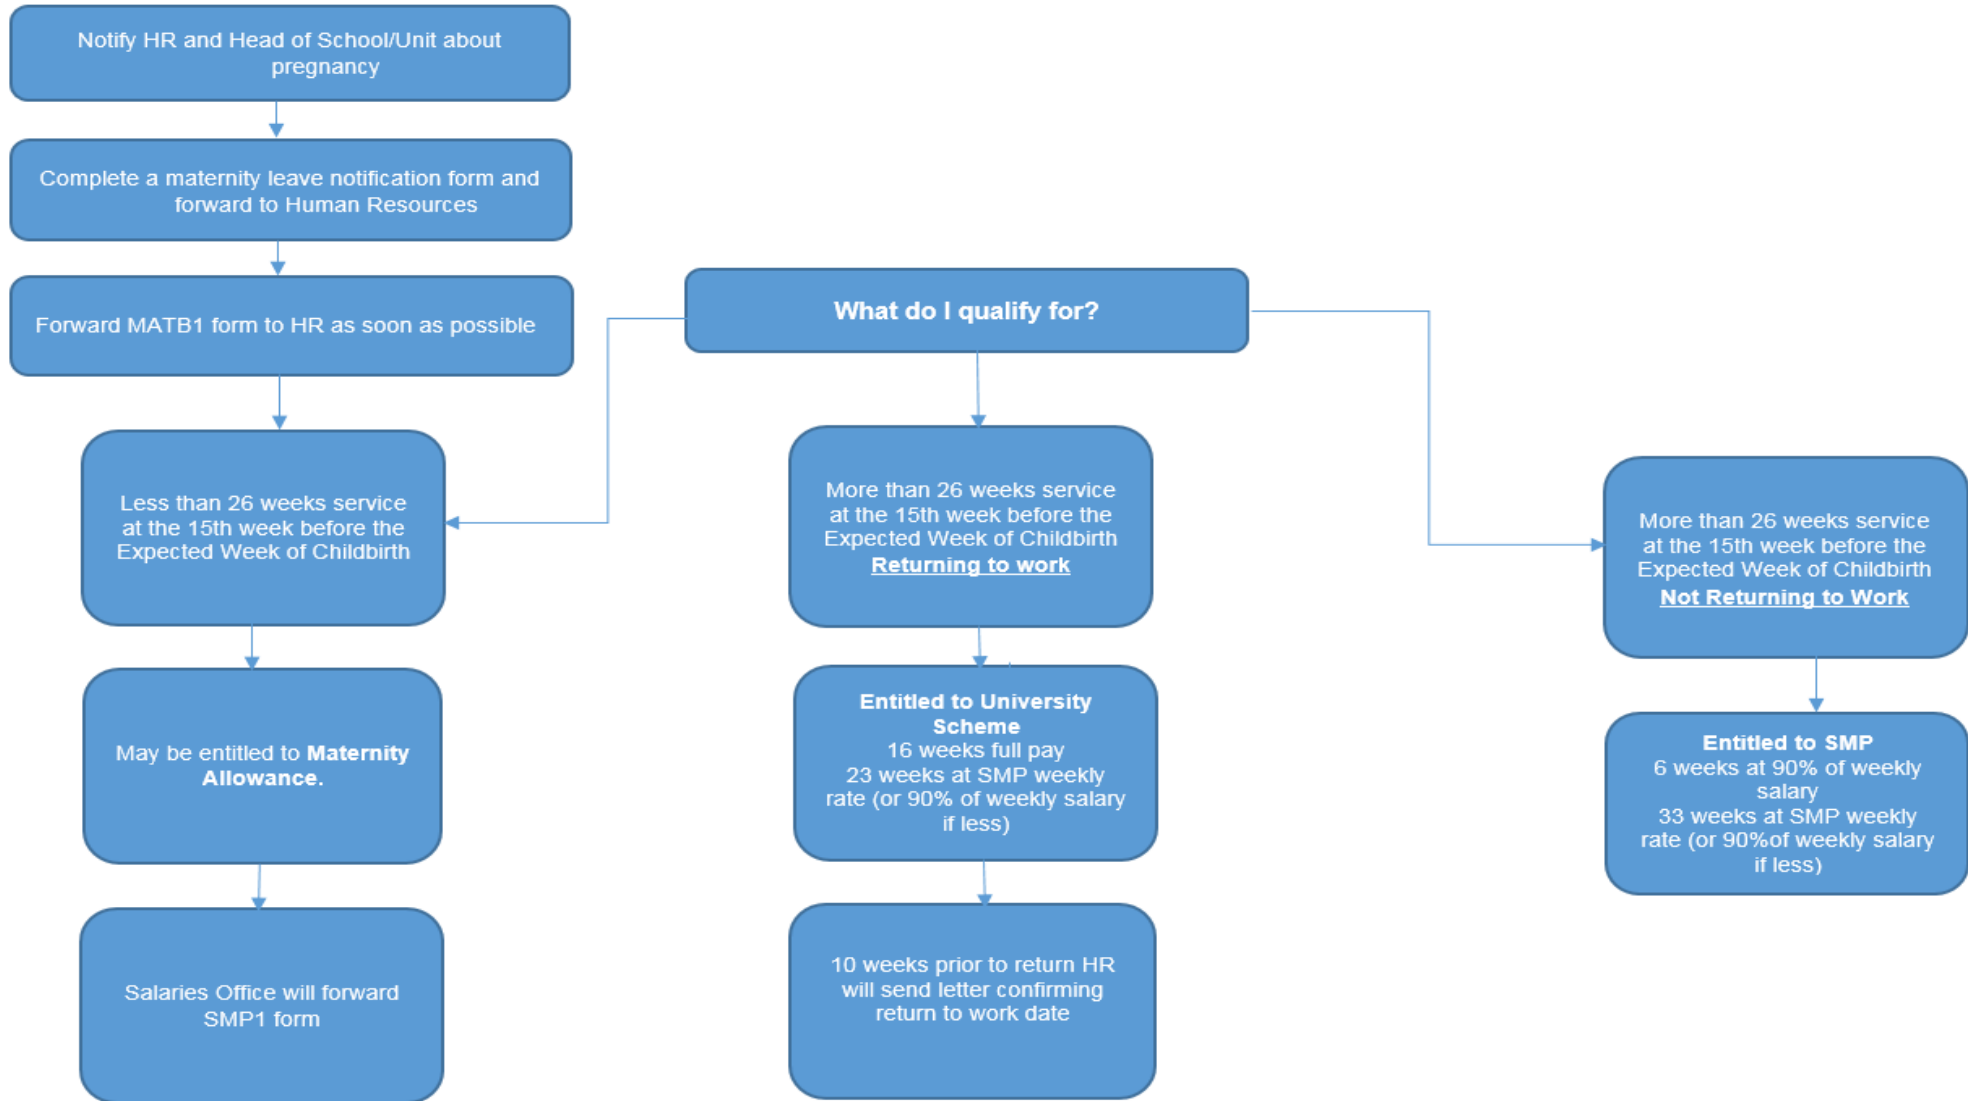 Notify HR and Head of School/Unit about
pregnancy
Complete a maternity leave notification form and
forward to Human Resources
Forward MATB1 form to HR as soon as possible
What do I qualify for?
Less than 26 weeks service
at the 15th week before the
Expected Week of Childbirth
More than 26 weeks service
at the 15th week before the
Expected Week of Childbirth
Returning to work
More than 26 weeks service
at the 15th week before the
Expected Week of Childbirth
Not Returning to Work
May be entitled to Maternity
Allowance.
Entitled to University
Scheme
16 weeks full pay
23 weeks at SMP weekly
rate (or 90% of weekly salary
if less)
Entitled to SMP
6 weeks at 90% of weekly
salary
33 weeks at SMP weekly
rate (or 90%of weekly salary
if less)
Salaries Office will forward
SMP1 form
10 weeks prior to return HR
will send letter confirming
return to work date